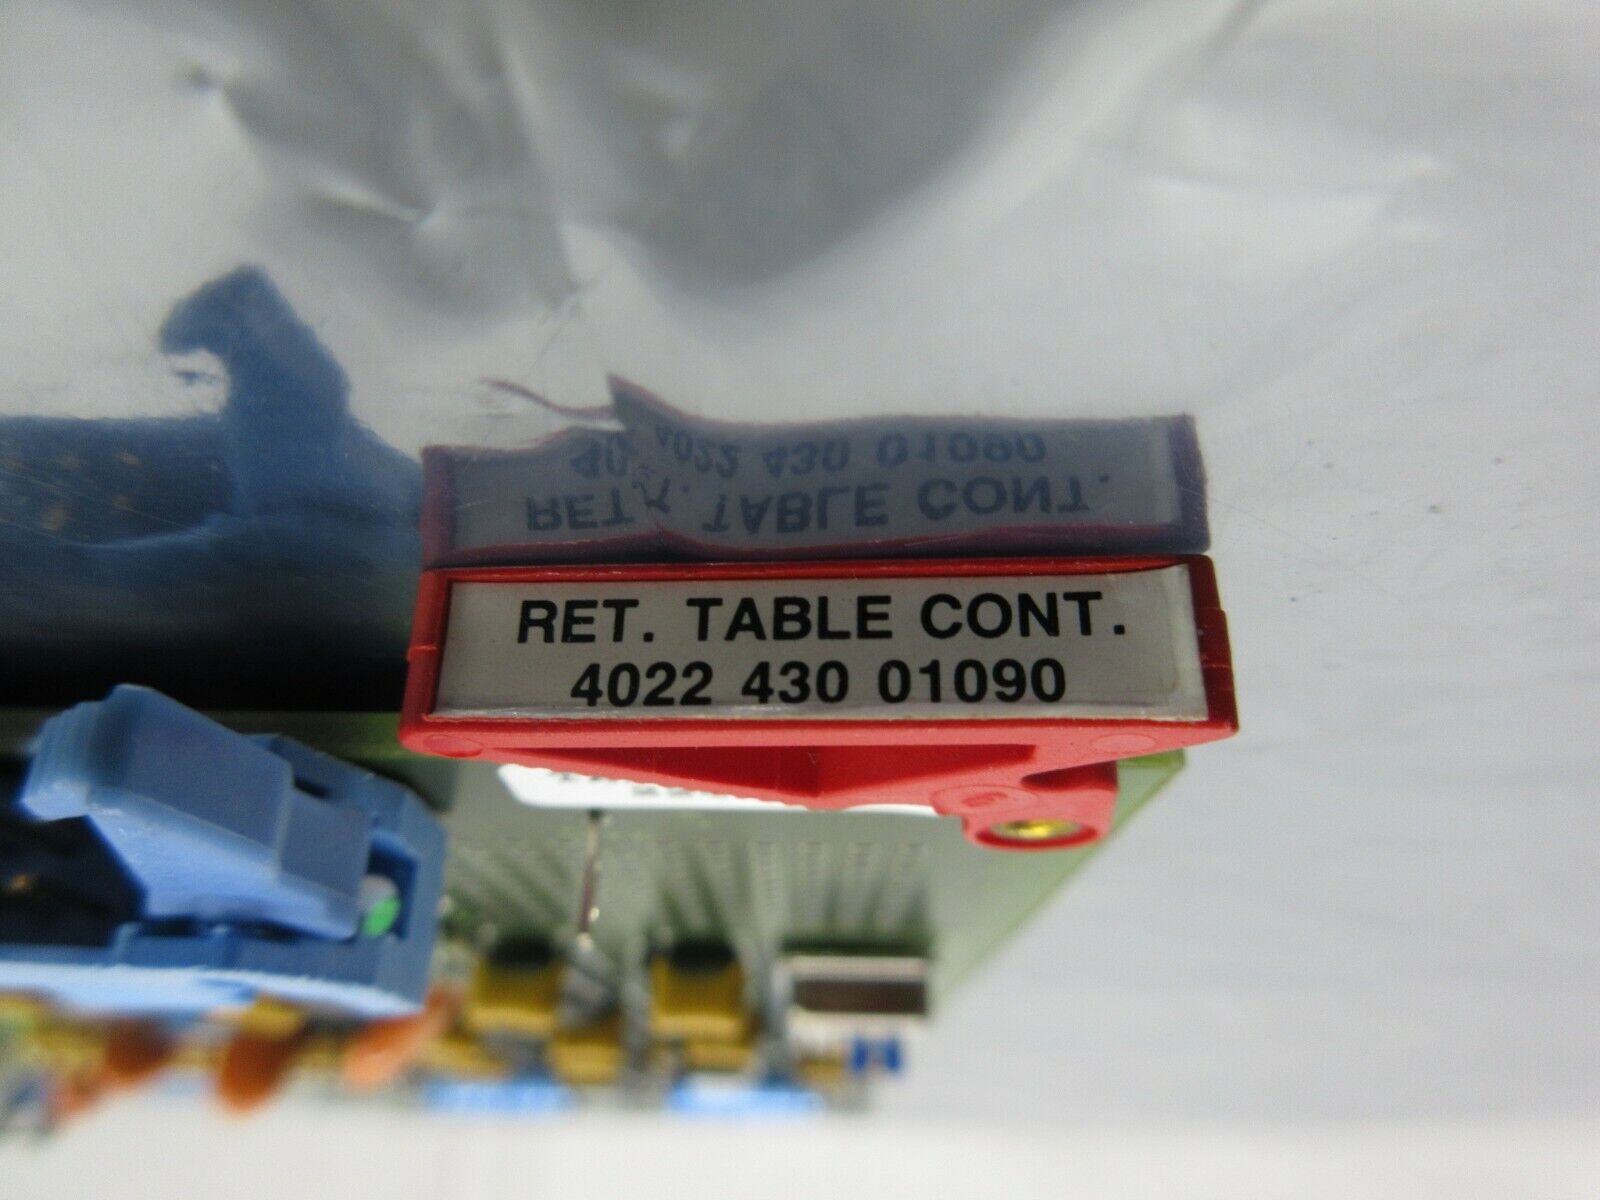 RET. TABLE CONT.
4022 430 01090